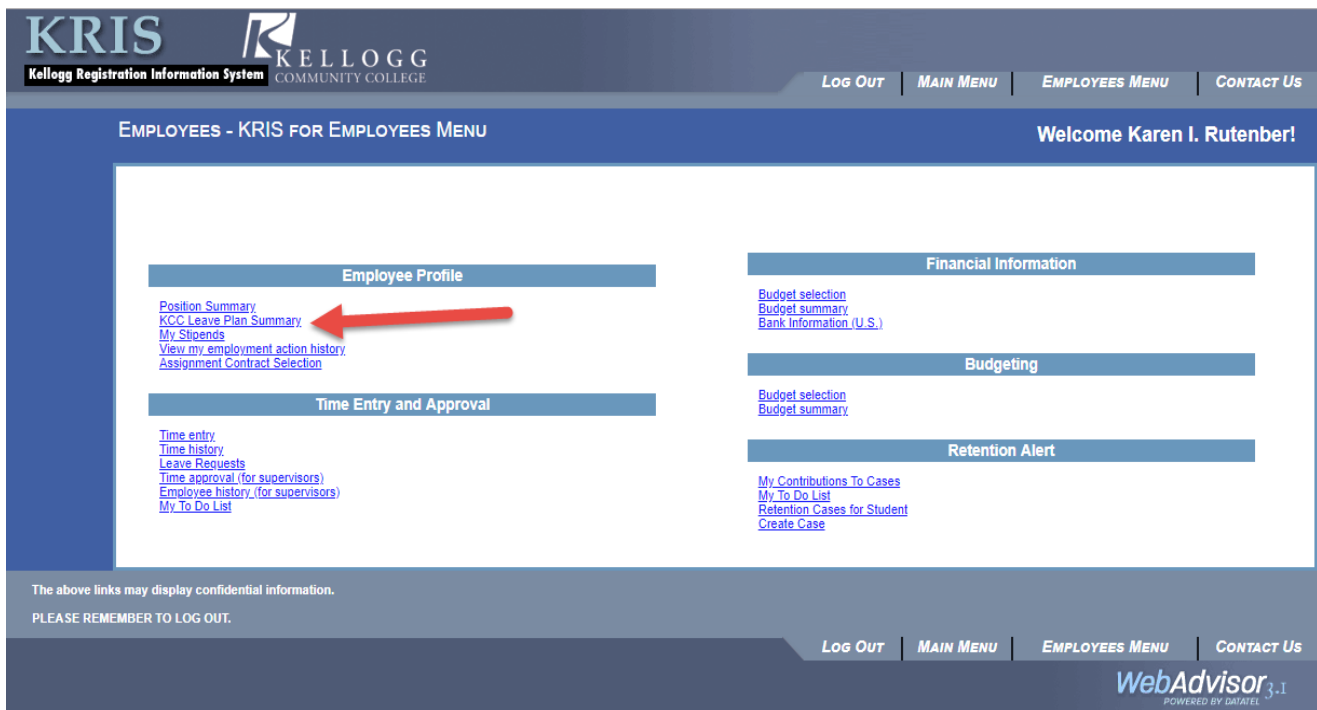 KRIS
Kellogg Registration Information System
KELLOGG
COMMUNITY COLLEGE
LOG OUT MAIN MENU EMPLOYEES MENU CONTACT US
EMPLOYEES - KRIS FOR EMPLOYEES MENU
Welcome Karen I. Rutenber!
Employee Profile
Position Summary
KCC Leave Plan Summary
My Stipends
View my employment action history
Assignment Contract Selection
Time Entry and Approval
Time entry
Time history
Leave Requests
Time approval (for supervisors)
Employee history (for supervisors)
My To Do List
Financial Information
Budget selection
Budget summary
Bank Information (U.S.)
Budgeting
Budget selection
Budget summary
Retention Alert
My Contributions To Cases
My To Do List
Retention Cases for Student
Create Case
The above links may display confidential information.
PLEASE REMEMBER TO LOG OUT.
LOG OUT MAIN MENU EMPLOYEES MENU CONTACT US
WebAdvisor 3.1
POWERED BY DATATEL